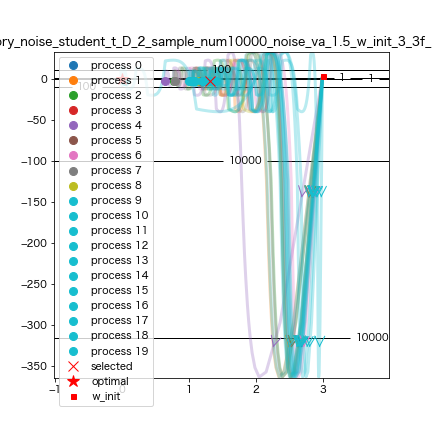 ory_noise_student_t_D_2_sample_num10000_noise_va_1.5_w_init_3_3f_
0
−50
−100
−150
−200
−250
−300
−350
100
1
1
10000
10000
process 0
process 1
process 2
process 3
process 4
process 5
process 6
process 7
process 8
process 9
process 10
process 11
process 12
process 13
process 14
process 15
process 16
process 17
process 18
process 19
selected
optimal
w_init
1
2
3